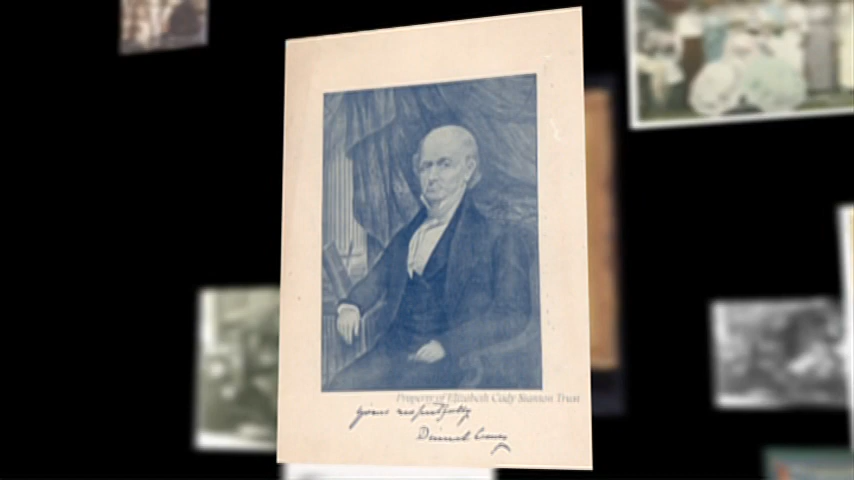 Property of Elizabeth Cady Stanton Trust
Yours respectfully
Daniel Cady